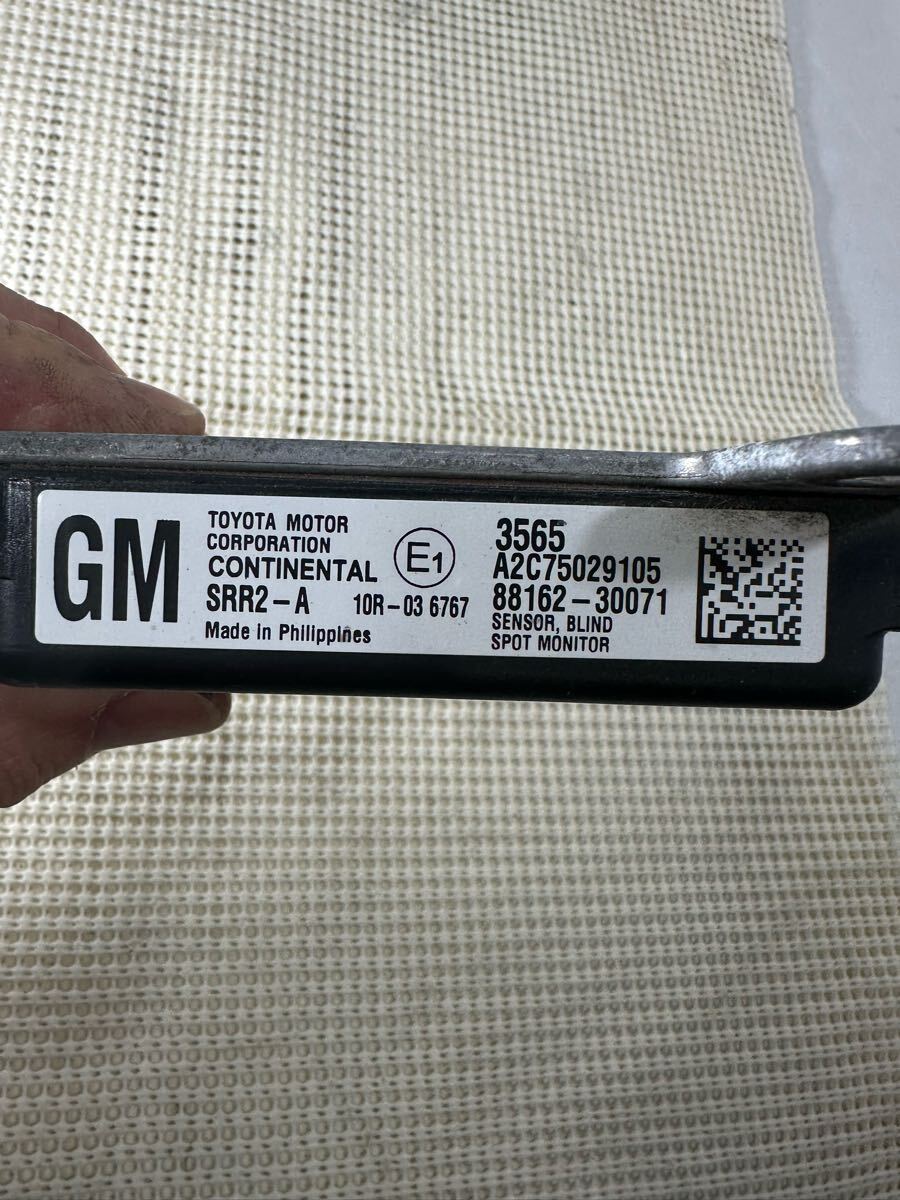 GM
TOYOTA MOTOR
CORPORATION
CONTINENTAL
SRR2-A 10R-03 6767
Made in Philippines
E1
3565
A2C75029105
88162-30071
SENSOR, BLIND
SPOT MONITOR